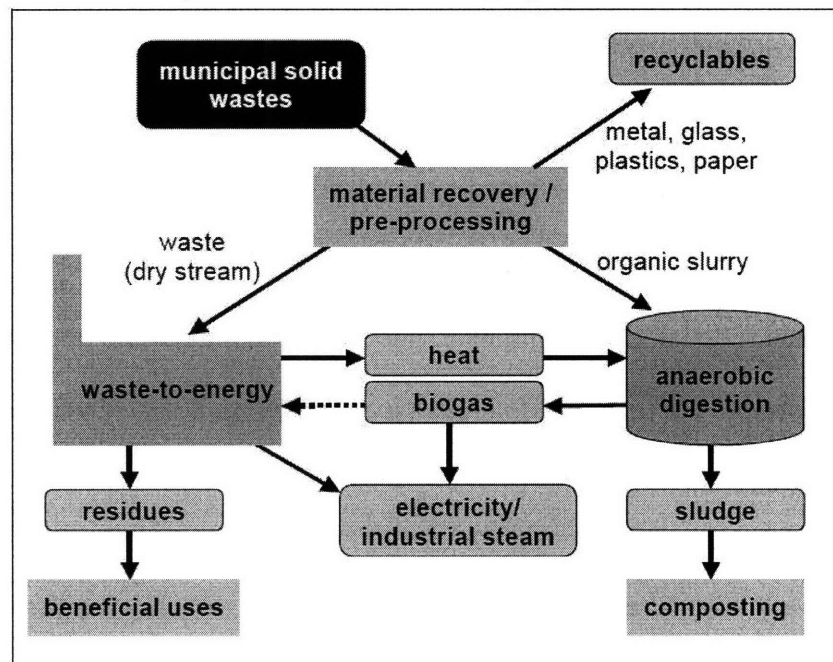 municipal solid
wastes
recyclables
metal, glass,
plastics, paper
material recovery /
pre-processing
waste
(dry stream)
organic slurry
waste-to-energy
heat
biogas
anaerobic
digestion
residues
electricity/
industrial steam
sludge
beneficial uses
composting